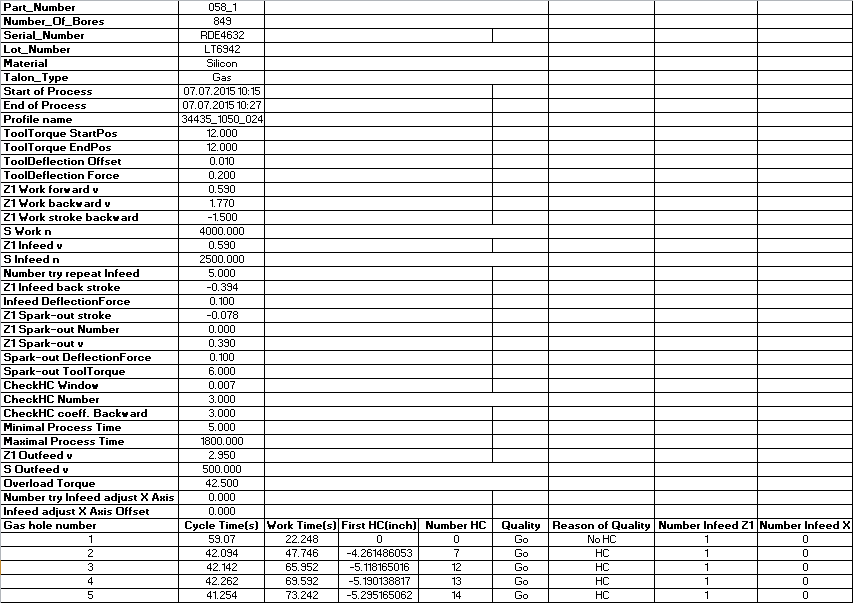 Part_Number 058_1
Number_Of_Bores 849
Serial_Number RDE4632
Lot_Number LT6942
Material Silicon
Talon_Type Gas
Start of Process 07.07.2015 10:15
End of Process 07.07.2015 10:27
Profile name 34435_1050_024
ToolTorque StartPos 12.000
ToolTorque EndPos 12.000
ToolDeflection Offset 0.010
ToolDeflection Force 0.200
Z1 Work forward v 0.590
Z1 Work backward v 1.770
Z1 Work stroke backward -1.500
S Work n 4000.000
Z1 Infeed v 0.590
S Infeed n 2500.000
Number try repeat Infeed 5.000
Z1 Infeed back stroke -0.394
Infeed DeflectionForce 0.100
Z1 Spark-out stroke -0.078
Z1 Spark-out Number 0.000
Z1 Spark-out v 0.390
Spark-out DeflectionForce 0.100
Spark-out ToolTorque 6.000
CheckHC Window 0.007
CheckHC Number 3.000
CheckHC coeff. Backward 3.000
Minimal Process Time 5.000
Maximal Process Time 1800.000
Z1 Outfeed v 2.950
S Outfeed v 500.000
Overload Torque 42.500
Number try Infeed adjust X Axis 0.000
Infeed adjust X Axis Offset 0.000
Gas hole number Cycle Time(s) Work Time(s) First HC(inch) Number HC Quality Reason of Quality Number Infeed Z1 Number Infeed X
1 59.07 22.248 0 0 Go No HC 1 0
2 42.094 47.746 -4.261486053 7 Go HC 1 0
3 42.142 65.952 -5.118165016 12 Go HC 1 0
4 42.262 69.592 -5.190138817 13 Go HC 1 0
5 41.254 73.242 -5.295165062 14 Go HC 1 0